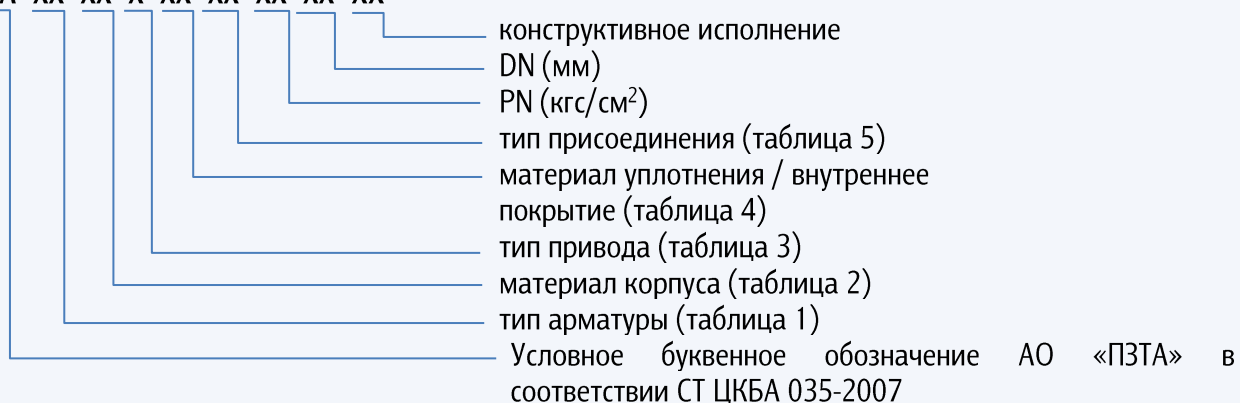 конструктивное исполнение
DN (мм)
PN (кгс/см²)
тип присоединения (таблица 5)
материал уплотнения / внутреннее
покрытие (таблица 4)
тип привода (таблица 3)
материал корпуса (таблица 2)
тип арматуры (таблица 1)
Условное буквенное обозначение АО «ПЗТА» в
соответствии СТ ЦКБА 035-2007